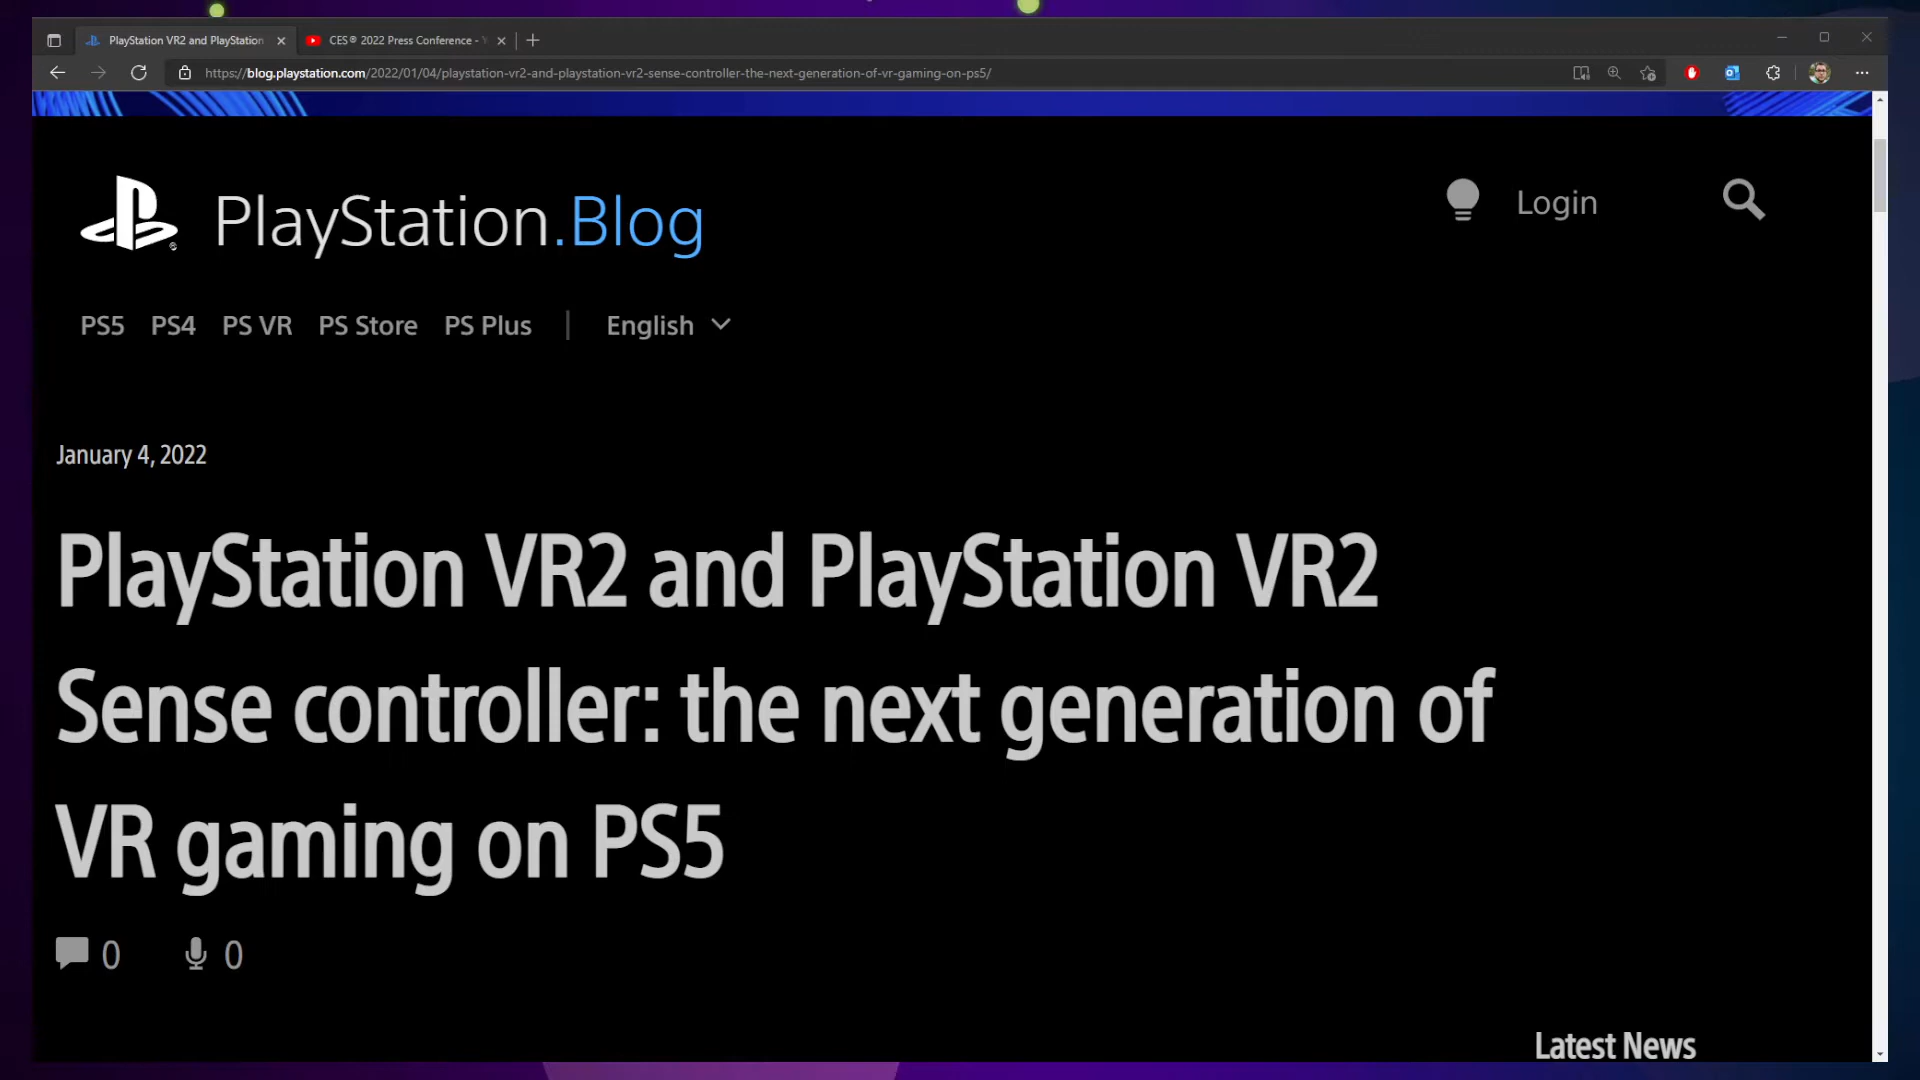 PlayStation VR2 and PlayStation
CES® 2022 Press Conference -
https://blog.playstation.com/2022/01/04/playstation-vr2-and-playstation-vr2-sense-controller-the-next-generation-of-vr-gaming-on-ps5/
PlayStation.Blog
Login
PS5 PS4 PS VR PS Store PS Plus | English
January 4, 2022
PlayStation VR2 and PlayStation VR2
Sense controller: the next generation of
VR gaming on PS5
0 0
Latest News